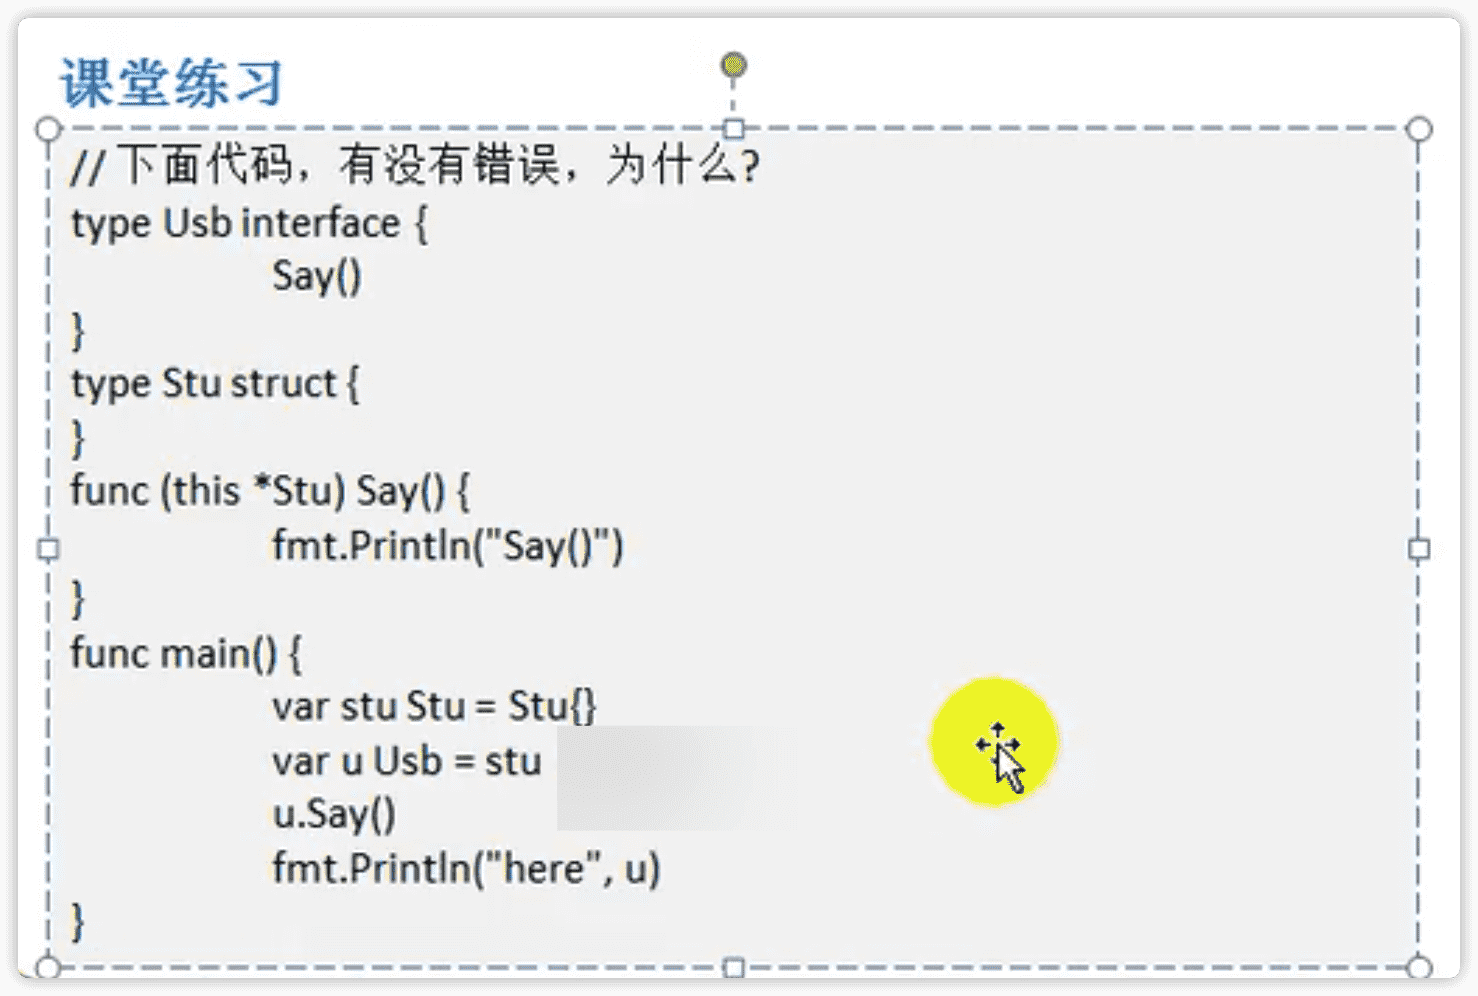 课堂练习
// 下面代码，有没有错误，为什么?
type Usb interface {
Say()
}
type Stu struct {
}
func (this *Stu) Say() {
fmt.Println("Say()")
}
func main() {
var stu Stu = Stu{}
var u Usb = stu
u.Say()
fmt.Println("here", u)
}